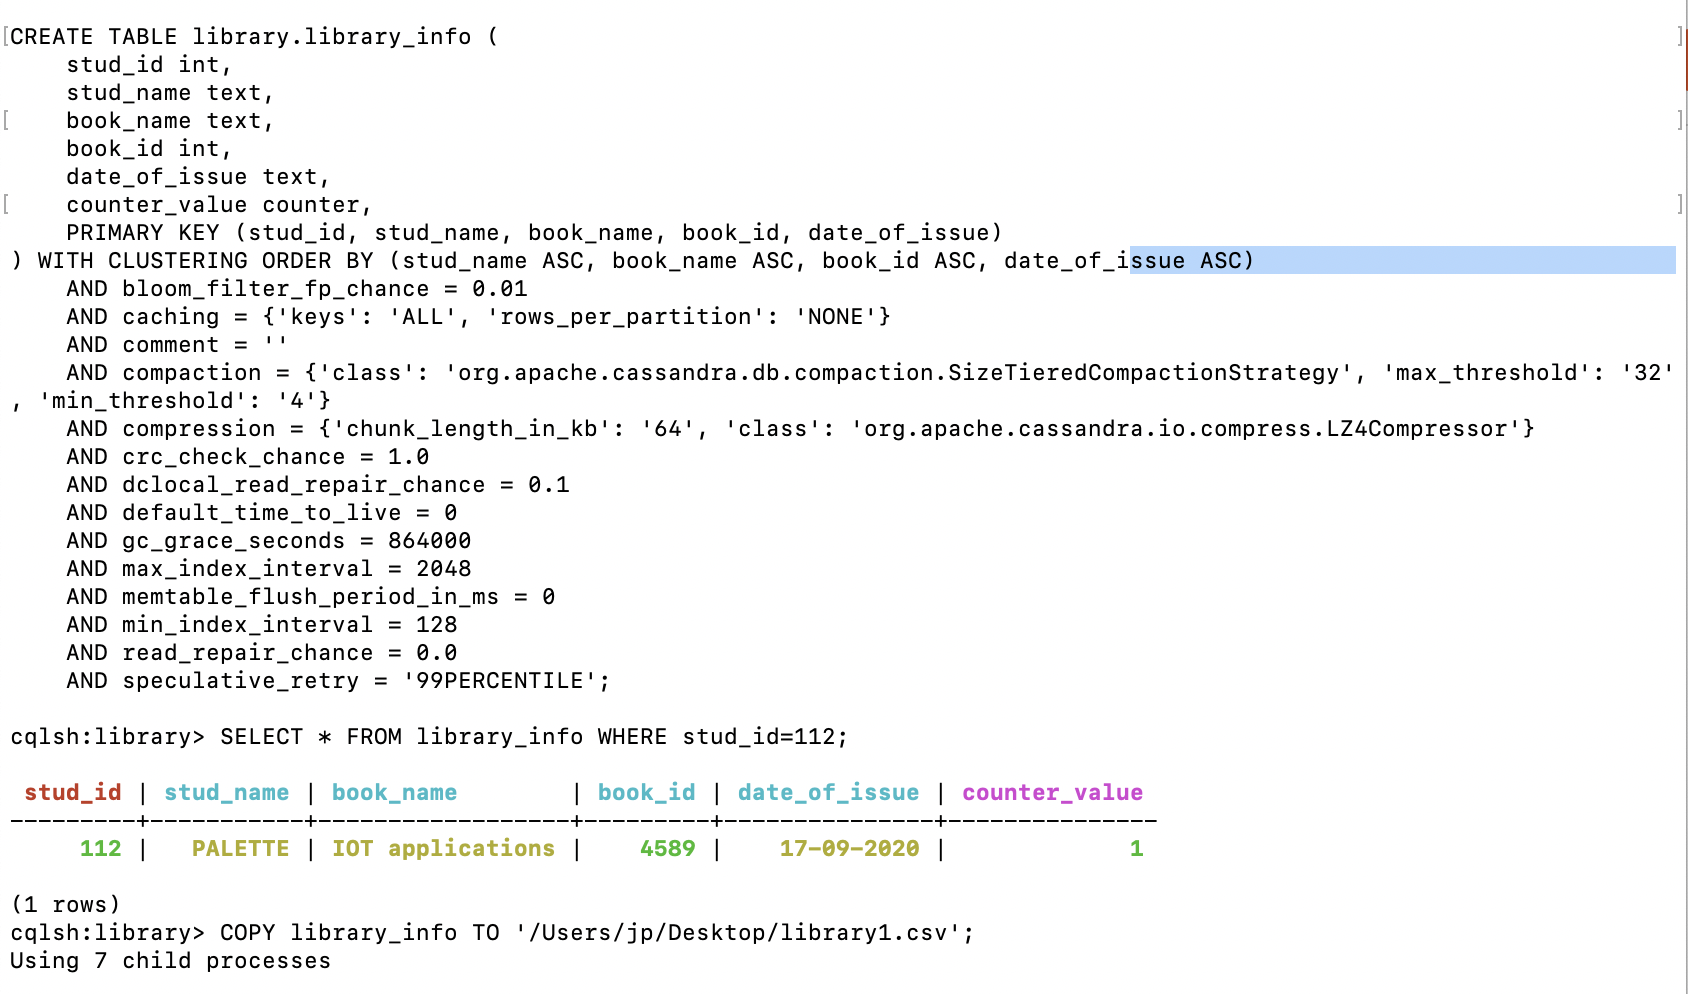 CREATE TABLE library.library_info (
    stud_id int,
    stud_name text,
    book_name text,
    book_id int,
    date_of_issue text,
    counter_value counter,
    PRIMARY KEY (stud_id, stud_name, book_name, book_id, date_of_issue)
) WITH CLUSTERING ORDER BY (stud_name ASC, book_name ASC, book_id ASC, date_of_issue ASC)
    AND bloom_filter_fp_chance = 0.01
    AND caching = {'keys': 'ALL', 'rows_per_partition': 'NONE'}
    AND comment = ''
    AND compaction = {'class': 'org.apache.cassandra.db.compaction.SizeTieredCompactionStrategy', 'max_threshold': '32'
, 'min_threshold': '4'}
    AND compression = {'chunk_length_in_kb': '64', 'class': 'org.apache.cassandra.io.compress.LZ4Compressor'}
    AND crc_check_chance = 1.0
    AND dclocal_read_repair_chance = 0.1
    AND default_time_to_live = 0
    AND gc_grace_seconds = 864000
    AND max_index_interval = 2048
    AND memtable_flush_period_in_ms = 0
    AND min_index_interval = 128
    AND read_repair_chance = 0.0
    AND speculative_retry = '99PERCENTILE';
cqlsh:library> SELECT * FROM library_info WHERE stud_id=112;
 stud_id | stud_name | book_name        | book_id | date_of_issue | counter_value
---------+-----------+------------------+---------+---------------+---------------
     112 |   PALETTE | IOT applications |    4589 |    17-09-2020 |             1
(1 rows)
cqlsh:library> COPY library_info TO '/Users/jp/Desktop/library1.csv';
Using 7 child processes